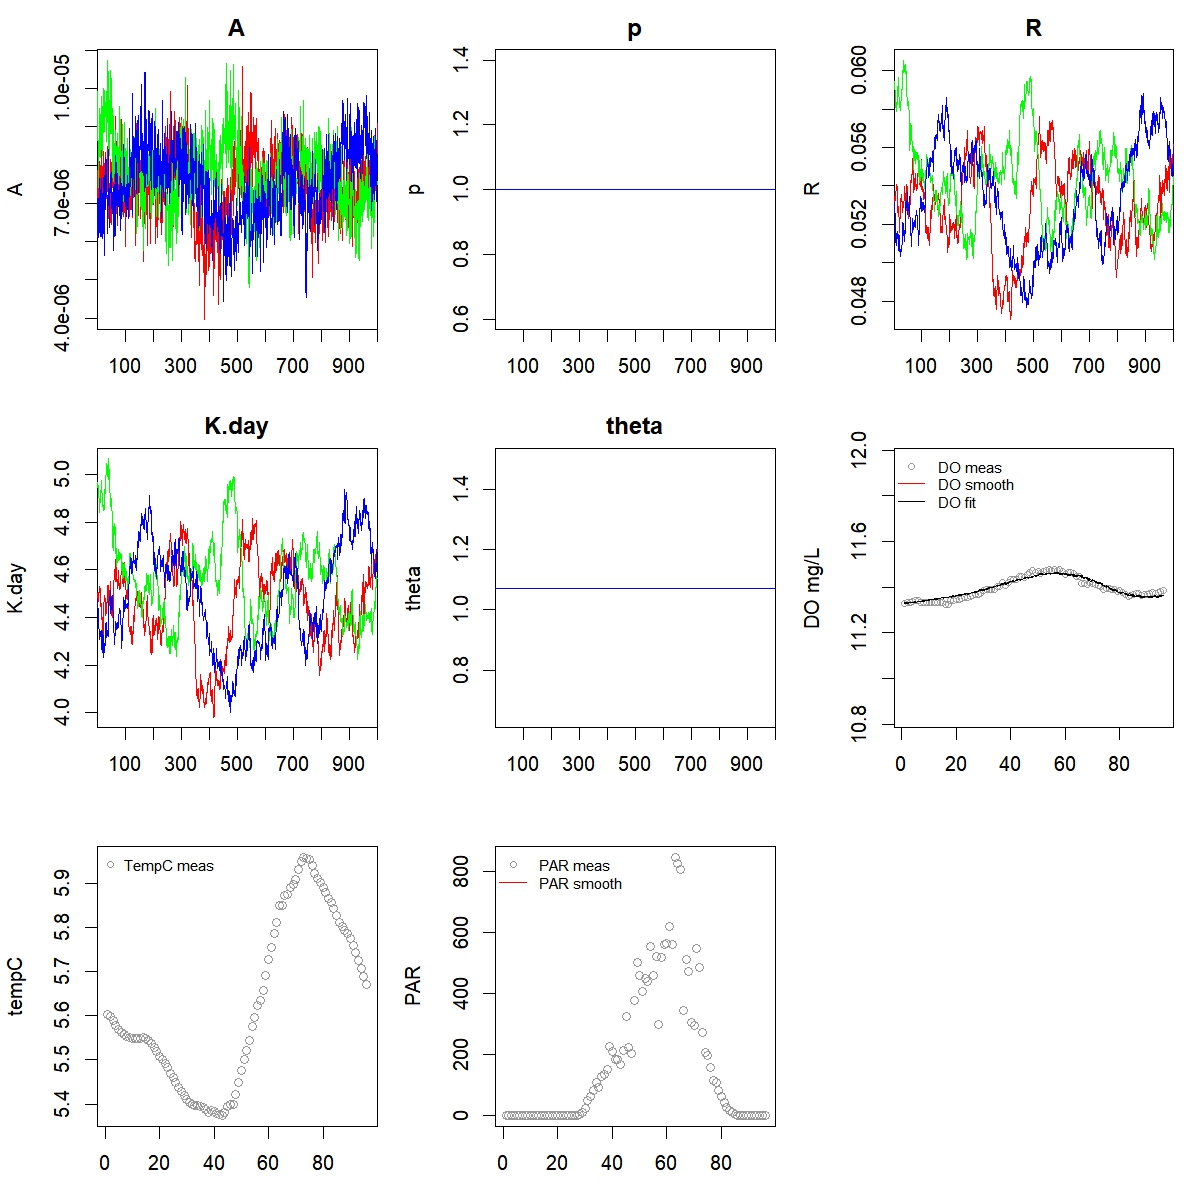 A
A
4.0e-06 7.0e-06 1.0e-05
100 300 500 700 900
p
p
0.6 0.8 1.0 1.2 1.4
100 300 500 700 900
R
R
0.048 0.052 0.056 0.060
100 300 500 700 900
K.day
K.day
4.0 4.2 4.4 4.6 4.8 5.0
100 300 500 700 900
theta
theta
0.8 1.0 1.2 1.4
100 300 500 700 900
DO meas
DO smooth
DO fit
DO mg/L
10.8 11.2 11.6 12.0
0 20 40 60 80
TempC meas
tempC
5.4 5.5 5.6 5.7 5.8 5.9
0 20 40 60 80
PAR meas
PAR smooth
PAR
0 200 400 600 800
0 20 40 60 80